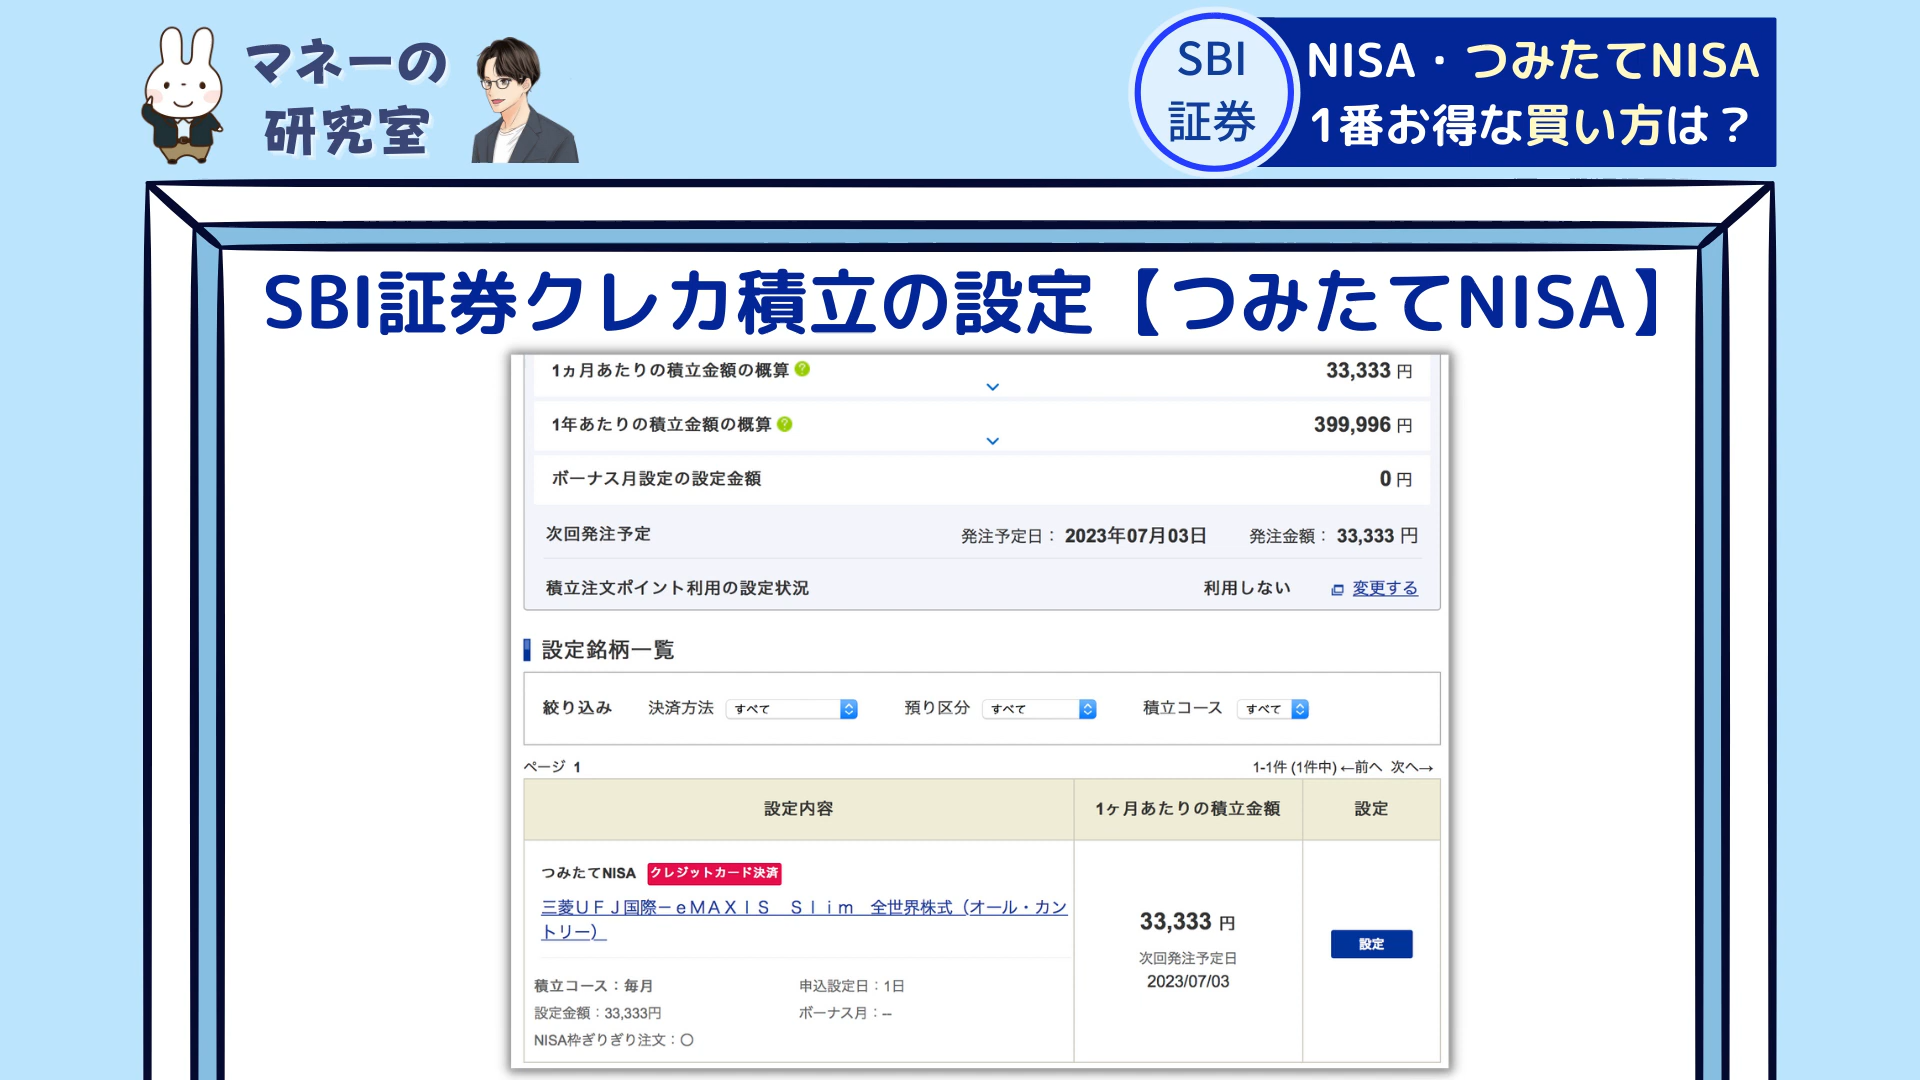 マネーの
研究室
SBI
証券
NISA・つみたてNISA
1番お得な買い方は？
SBI証券クレカ積立の設定【つみたてNISA】
1ヵ月あたりの積立金額の概算 ? 33,333 円
1年あたりの積立金額の概算 ? 399,996 円
ボーナス月設定の設定金額 0 円
次回発注予定 発注予定日： 2023年07月03日 発注金額： 33,333 円
積立注文ポイント利用の設定状況 利用しない 変更する
設定銘柄一覧
絞り込み 決済方法 すべて 預り区分 すべて 積立コース すべて
ページ 1 1-1件 (1件中) ←前へ 次へ→
設定内容 1ヶ月あたりの積立金額 設定
つみたてNISA クレジットカード決済
三菱ＵＦＪ国際－ｅＭＡＸＩＳ　Ｓｌｉｍ　全世界株式（オール・カン
トリー）
33,333 円
次回発注予定日
2023/07/03
設定
積立コース：毎月 申込設定日：1日
設定金額：33,333円 ボーナス月：--
NISA枠ぎりぎり注文：〇